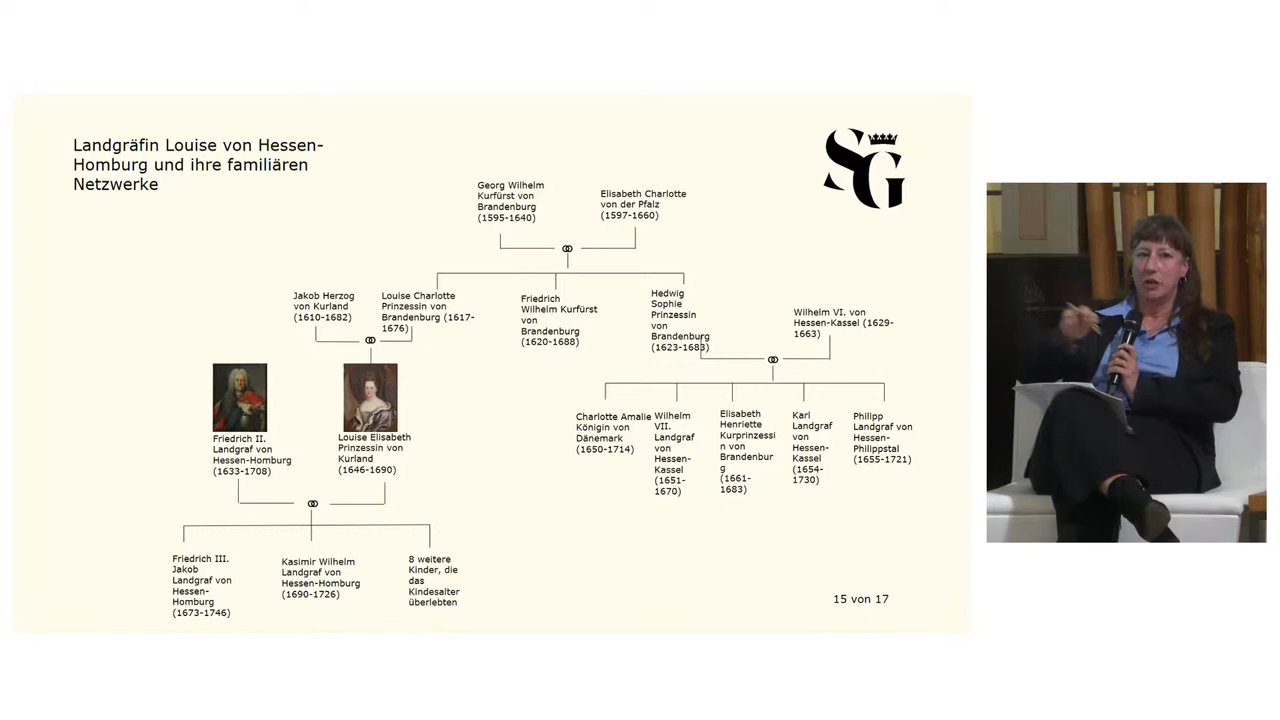 Landgräfin Louise von Hessen-
Homburg und ihre familiären
Netzwerke
SG
Georg Wilhelm
Kurfürst von
Brandenburg
(1595-1640)
Elisabeth Charlotte
von der Pfalz
(1597-1660)
Jakob Herzog
von Kurland
(1610-1682)
Louise Charlotte
Prinzessin von
Brandenburg (1617-
1676)
Friedrich
Wilhelm Kurfürst
von
Brandenburg
(1620-1688)
Hedwig
Sophie
Prinzessin
von
Brandenburg
(1623-1683)
Wilhelm VI. von
Hessen-Kassel (1629-
1663)
Friedrich II.
Landgraf von
Hessen-Homburg
(1633-1708)
Louise Elisabeth
Prinzessin von
Kurland
(1646-1690)
Charlotte Amalie
Königin von
Dänemark
(1650-1714)
Wilhelm
VII.
Landgraf
von
Hessen-
Kassel
(1651-
1670)
Elisabeth
Henriette
Kurprinzessi
n von
Brandenbur
g
(1661-
1683)
Karl
Landgraf
von
Hessen-
Kassel
(1654-
1730)
Philipp
Landgraf von
Hessen-
Philippstal
(1655-1721)
Friedrich III.
Jakob
Landgraf von
Hessen-
Homburg
(1673-1746)
Kasimir Wilhelm
Landgraf von
Hessen-Homburg
(1690-1726)
8 weitere
Kinder, die
das
Kindesalter
überlebten
15 von 17